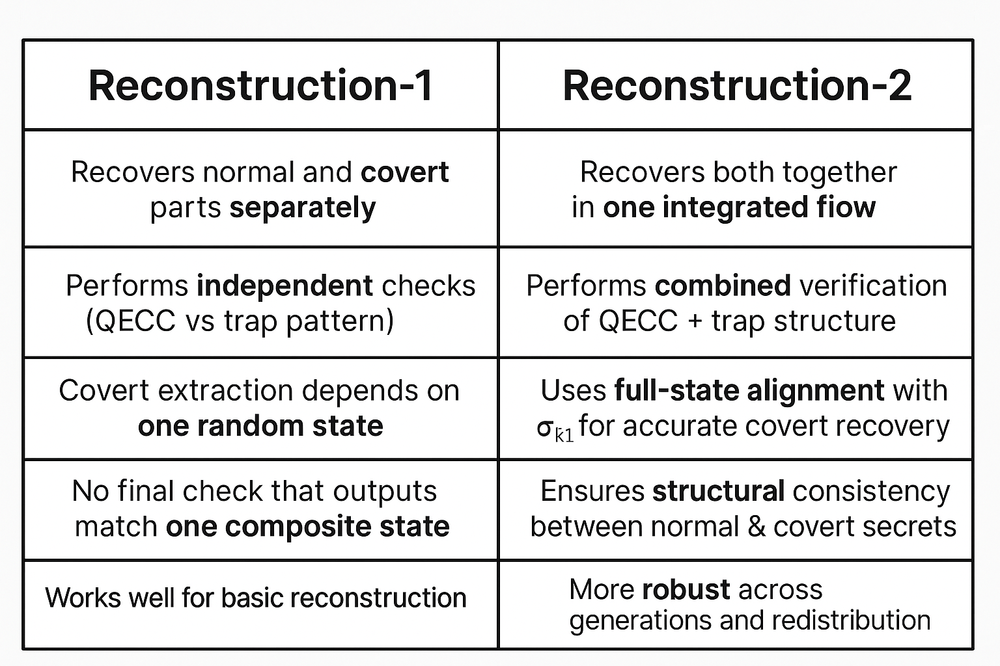 Reconstruction-1
Reconstruction-2
Recovers normal and covert
parts separately
Recovers both together
in one integrated fiow
Performs independent checks
(QECC vs trap pattern)
Performs combined verification
of QECC + trap structure
Covert extraction depends on
one random state
Uses full-state alignment with
σk1 for accurate covert recovery
No final check that outputs
match one composite state
Ensures structural consistency
between normal & covert secrets
Works well for basic reconstruction
More robust across
generations and redistribution